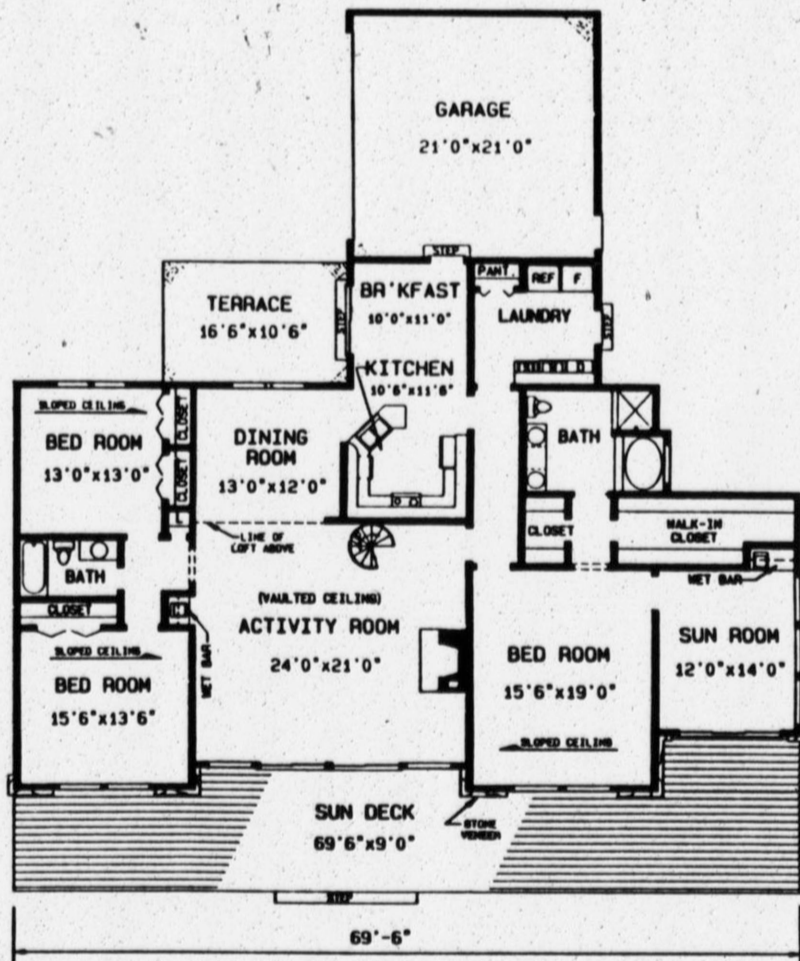 GARAGE
21'0"x21'0"
STEP
PANT.
REF
F
BR'KFAST
10'0"x11'0"
TERRACE
16'6"x10'6"
STEP
LAUNDRY
STEP
KITCHEN
10'6"x11'6"
W
D
SLOPED CEILING
CLOSET
BED ROOM
13'0"x13'0"
CLOSET
DINING
ROOM
13'0"x12'0"
BATH
L
LINE OF
LOFT ABOVE
CLOSET
WALK-IN
CLOSET
WET BAR
BATH
CLOSET
(VAULTED CEILING)
ACTIVITY ROOM
24'0"x21'0"
WET BAR
SLOPED CEILING
BED ROOM
15'6"x13'6"
BED ROOM
15'6"x19'0"
SLOPED CEILING
SUN ROOM
12'0"x14'0"
SUN DECK
69'6"x9'0"
STONE
VENEER
STEP
69'-6"